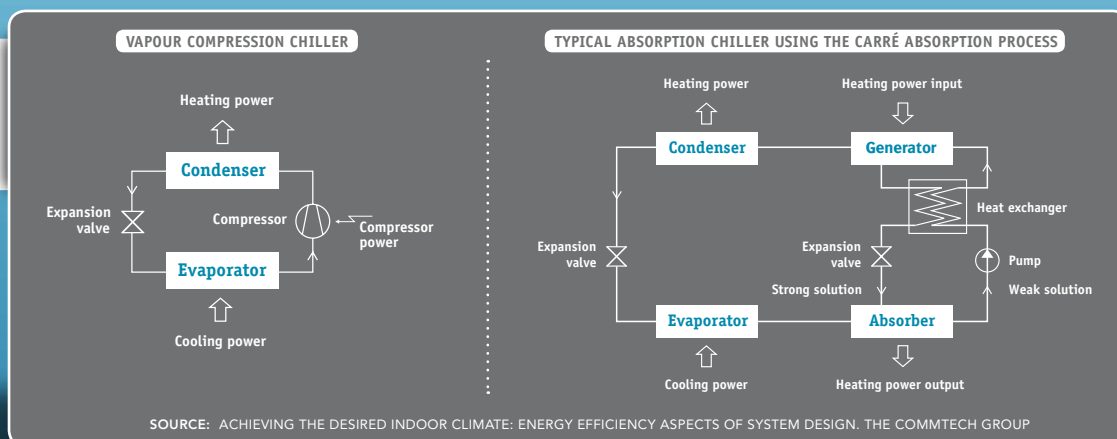 VAPOUR COMPRESSION CHILLER
Heating power
Condenser
Expansion
valve
Compressor
Compressor
power
Evaporator
Cooling power
TYPICAL ABSORPTION CHILLER USING THE CARRÉ ABSORPTION PROCESS
Heating power
Heating power input
Condenser
Generator
Heat exchanger
Expansion
valve
Expansion
valve
Pump
Strong solution
Weak solution
Evaporator
Absorber
Cooling power
Heating power output
SOURCE: ACHIEVING THE DESIRED INDOOR CLIMATE: ENERGY EFFICIENCY ASPECTS OF SYSTEM DESIGN. THE COMMTECH GROUP